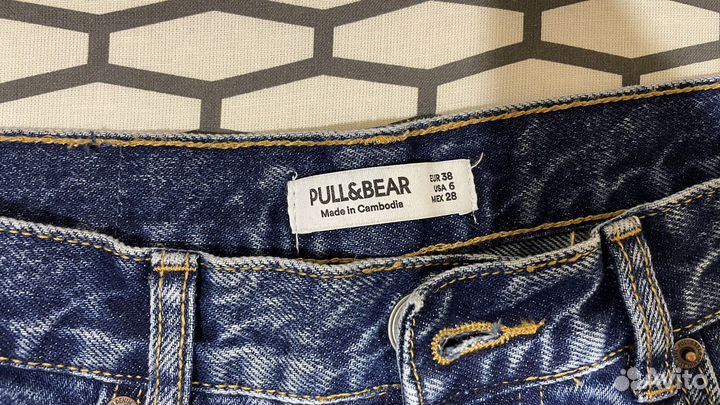 PULL&BEAR
Made in Cambodia
EUR 38
USA 6
MEX 28
Avito